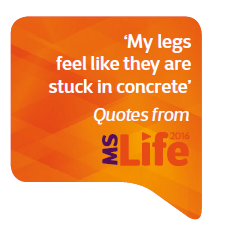 ‘My legs
feel like they are
stuck in concrete’
Quotes from
MS Life 2016